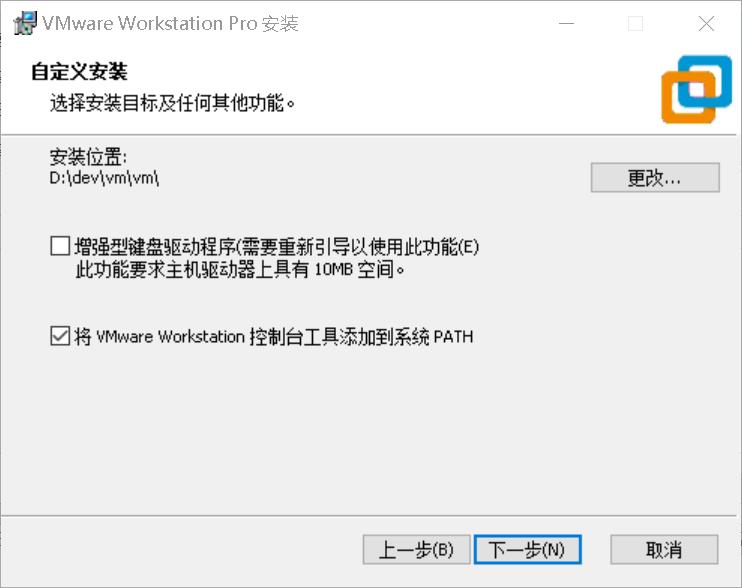 VMware Workstation Pro 安装
自定义安装
选择安装目标及任何其他功能。
安装位置:
D:\dev\vm\vm\
更改...
增强型键盘驱动程序(需要重新引导以使用此功能(E)
此功能要求主机驱动器上具有 10MB 空间。
将 VMware Workstation 控制台工具添加到系统 PATH
上一步(B) 下一步(N) 取消